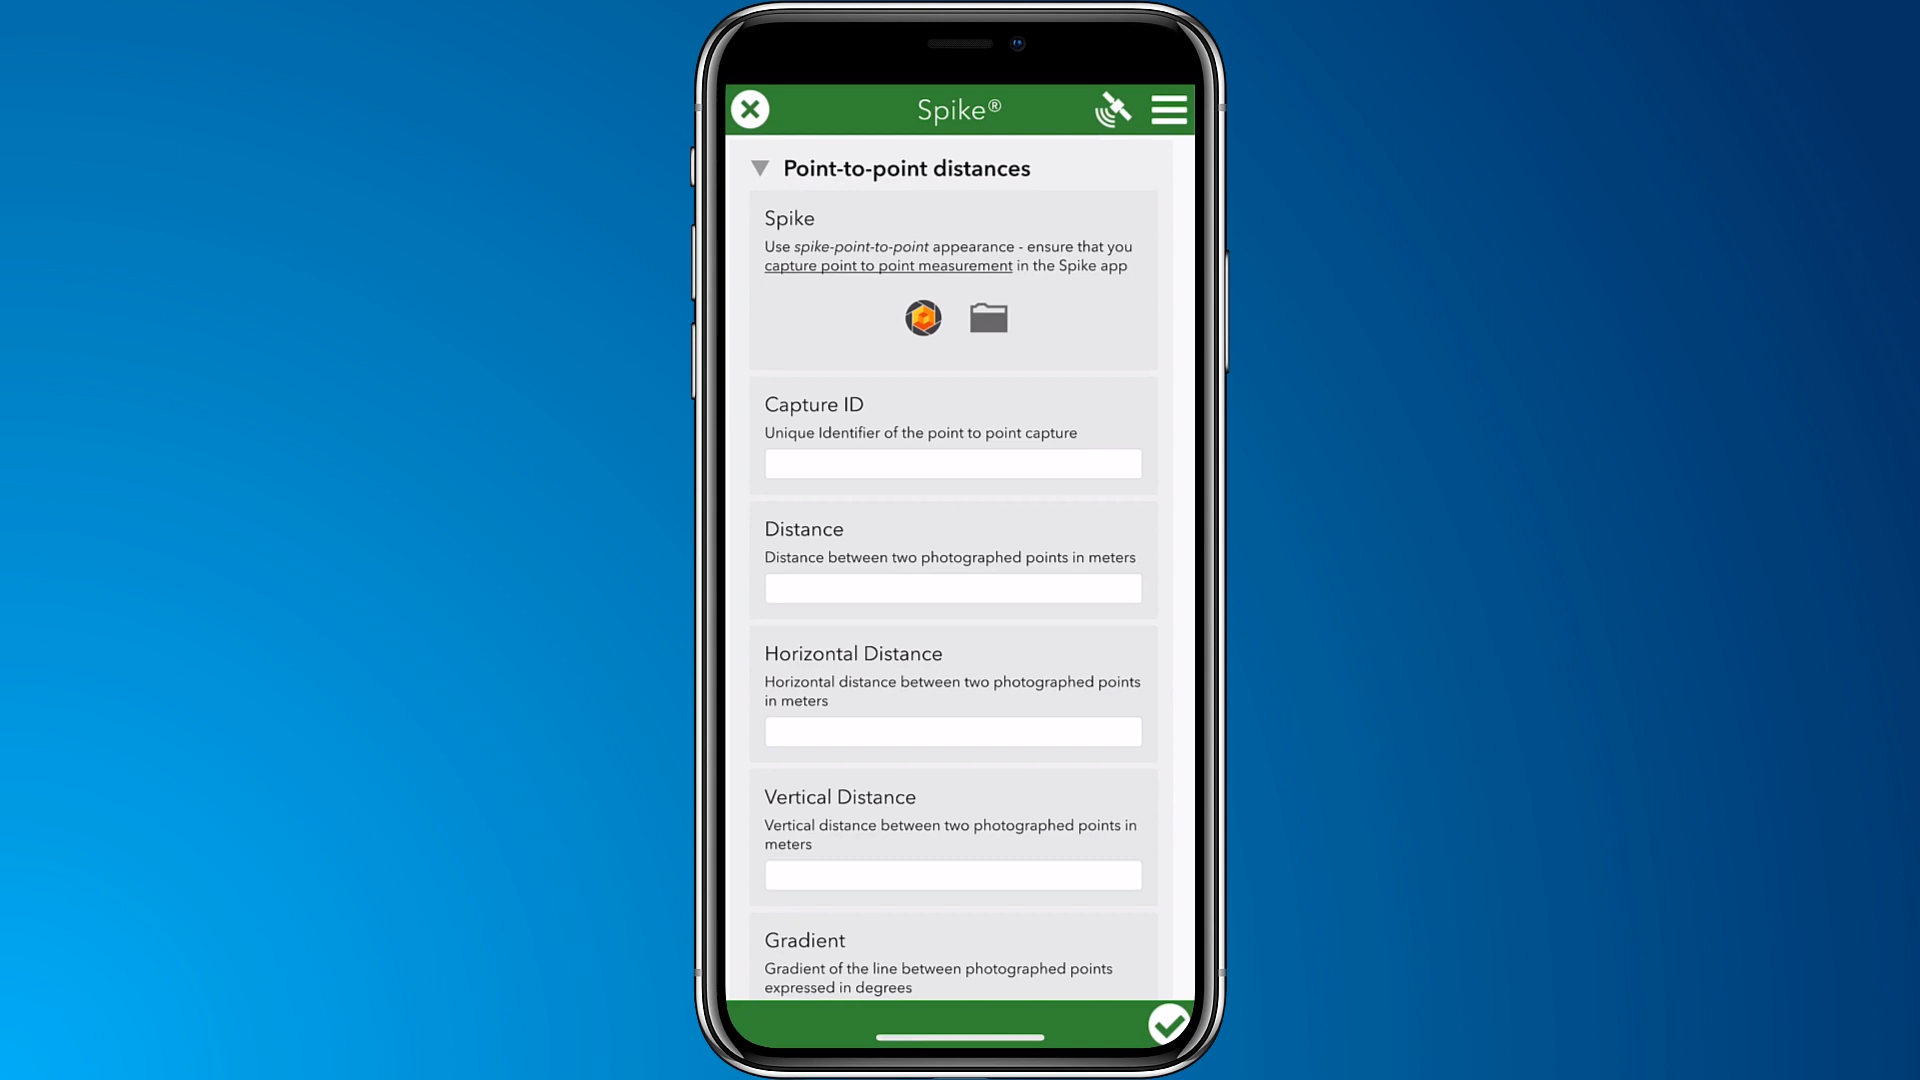 Spike®
Point-to-point distances
Spike
Use spike-point-to-point appearance - ensure that you
capture point to point measurement in the Spike app
Capture ID
Unique Identifier of the point to point capture
Distance
Distance between two photographed points in meters
Horizontal Distance
Horizontal distance between two photographed points
in meters
Vertical Distance
Vertical distance between two photographed points in
meters
Gradient
Gradient of the line between photographed points
expressed in degrees